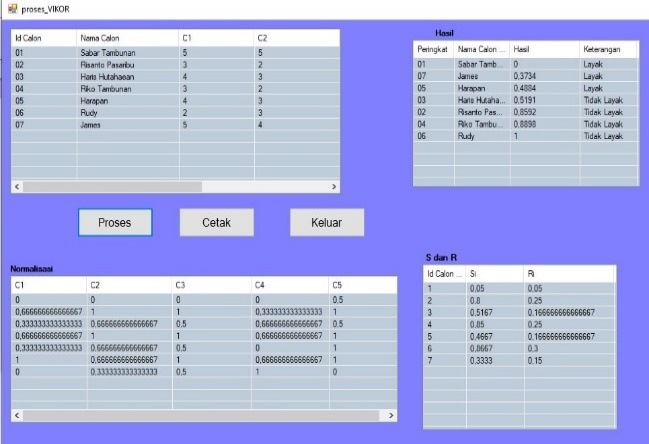 proses_VIKOR
Id Calon Nama Calon C1 C2
01 Sabar Tambunan 5 5
02 Risanto Pasaribu 3 2
03 Haris Hutahaean 4 3
04 Riko Tambunan 3 2
05 Harapan 4 3
06 Rudy 2 3
07 James 5 4
Hasil
Peringkat Nama Calon ... Hasil Keterangan
01 Sabar Tamb... 0 Layak
07 James 0,3734 Layak
05 Harapan 0,4884 Layak
03 Haris Hutaha... 0,5191 Tidak Layak
02 Risanto Pas... 0,8592 Tidak Layak
04 Riko Tambu... 0,8898 Tidak Layak
06 Rudy 1 Tidak Layak
Proses Cetak Keluar
Normalisasi
C1 C2 C3 C4 C5
0 0 0 0 0.5
0,666666666666667 1 1 0,333333333333333 1
0,333333333333333 0,666666666666667 0,5 0,666666666666667 0,5
0,666666666666667 1 1 0,666666666666667 1
0,333333333333333 0,666666666666667 0,5 0 1
1 0,666666666666667 1 0,666666666666667 1
0 0,333333333333333 0,5 1 0
S dan R
Id Calon ... Si Ri
1 0,05 0,05
2 0,8 0,25
3 0,5167 0,166666666666667
4 0,85 0,25
5 0,4667 0,166666666666667
6 0,8667 0,3
7 0,3333 0,15